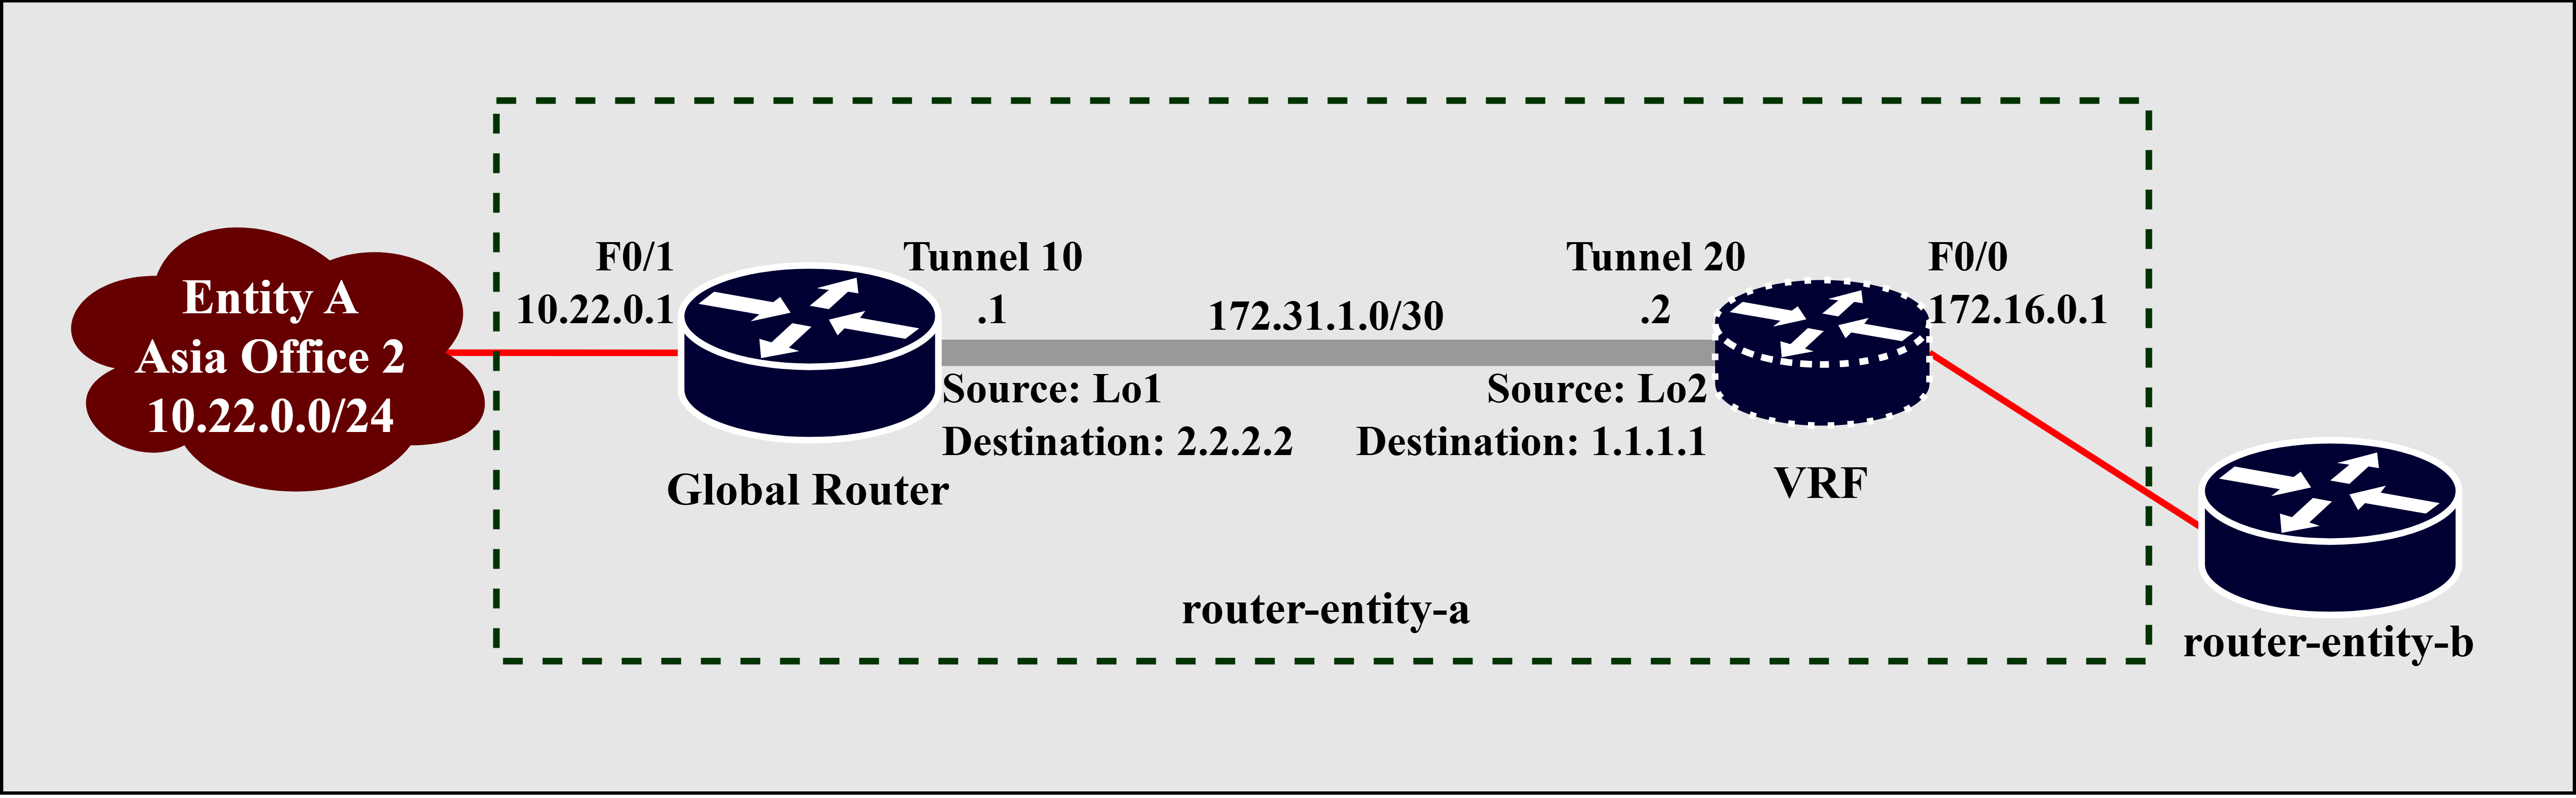 Entity A
Asia Office 2
10.22.0.0/24
F0/1
10.22.0.1
Tunnel 10
.1
172.31.1.0/30
Tunnel 20
.2
F0/0
172.16.0.1
Source: Lo1
Destination: 2.2.2.2
Source: Lo2
Destination: 1.1.1.1
Global Router
VRF
router-entity-a
router-entity-b